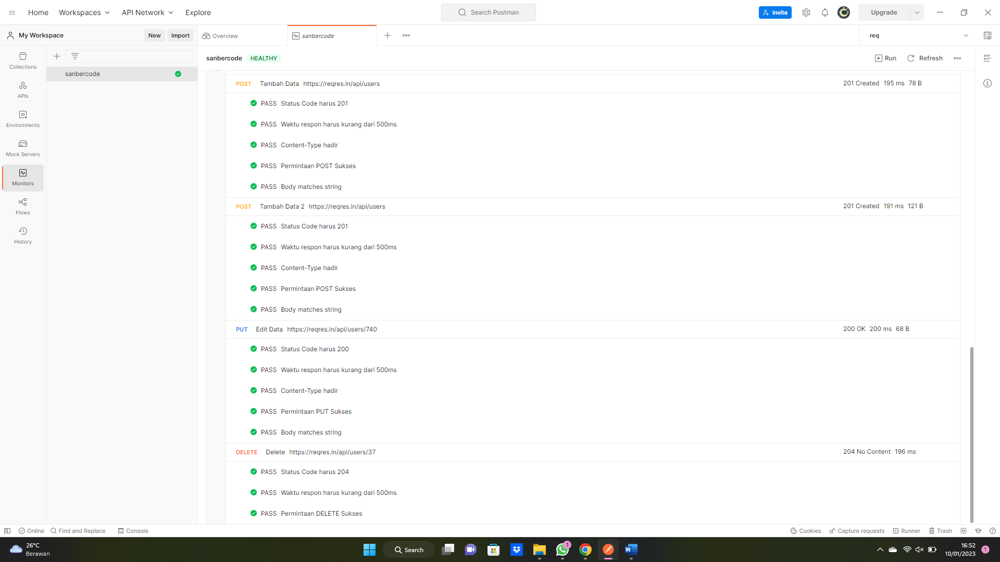 Home Workspaces API Network Explore Search Postman Invite Upgrade
My Workspace New Import Overview sanbercode req
sanbercode HEALTHY Run Refresh
Collections
sanbercode
APIs
Environments
Mock Servers
Monitors
Flows
History
POST Tambah Data https://reqres.in/api/users 201 Created 195 ms 78 B
PASS Status Code harus 201
PASS Waktu respon harus kurang dari 500ms
PASS Content-Type hadir
PASS Permintaan POST Sukses
PASS Body matches string
POST Tambah Data 2 https://reqres.in/api/users 201 Created 191 ms 121 B
PASS Status Code harus 201
PASS Waktu respon harus kurang dari 500ms
PASS Content-Type hadir
PASS Permintaan POST Sukses
PASS Body matches string
PUT Edit Data https://reqres.in/api/users/740 200 OK 200 ms 68 B
PASS Status Code harus 200
PASS Waktu respon harus kurang dari 500ms
PASS Content-Type hadir
PASS Permintaan PUT Sukses
PASS Body matches string
DELETE Delete https://reqres.in/api/users/37 204 No Content 196 ms
PASS Status Code harus 204
PASS Waktu respon harus kurang dari 500ms
PASS Permintaan DELETE Sukses
Online Find and Replace Console Cookies Capture requests Runner Trash
26°C
Berawan
Search
1
16:52
10/01/2023
1